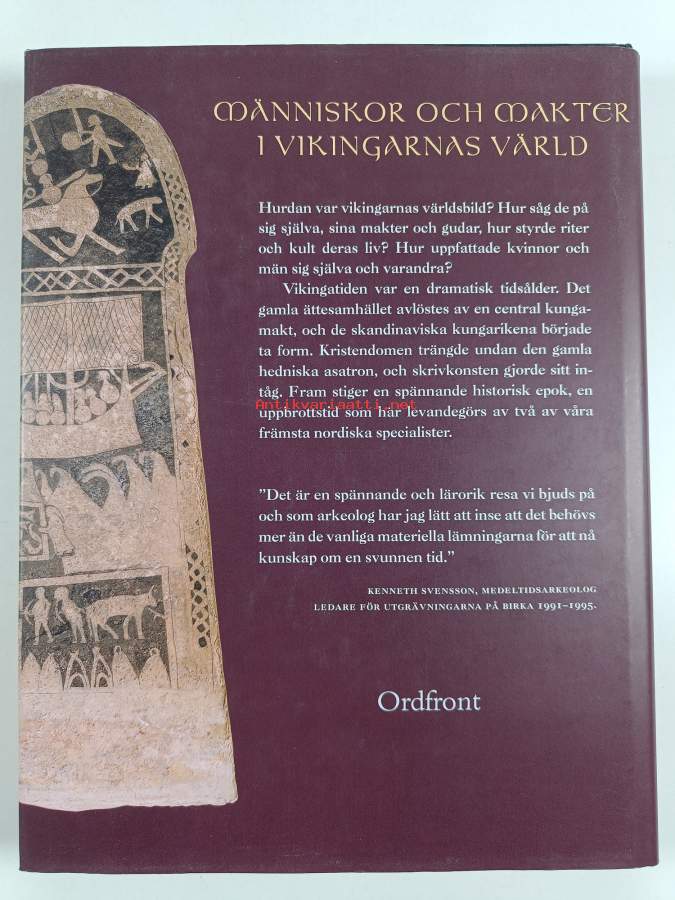 MÄNNISKOR OCH MAKTER
I VIKINGARNAS VÄRLD
Hurdan var vikingarnas världsbild? Hur såg de på
sig själva, sina makter och gudar, hur styrde riter
och kult deras liv? Hur uppfattade kvinnor och
män sig själva och varandra?
Vikingatiden var en dramatisk tidsålder. Det
gamla ättesamhället avlöstes av en central kunga-
makt, och de skandinaviska kungarikena började
ta form. Kristendomen trängde undan den gamla
hedniska asatron, och skrivkonsten gjorde sitt in-
tåg. Fram stiger en spännande historisk epok, en
Antikvariaatti.net
uppbrottstid som här levandegörs av två av våra
främsta nordiska specialister.
”Det är en spännande och lärorik resa vi bjuds på
och som arkeolog har jag lätt att inse att det behövs
mer än de vanliga materiella lämningarna för att nå
kunskap om en svunnen tid.”
KENNETH SVENSSON, MEDELTIDSARKEOLOG
LEDARE FÖR UTGRÄVNINGARNA PÅ BIRKA 1991–1995.
Ordfront